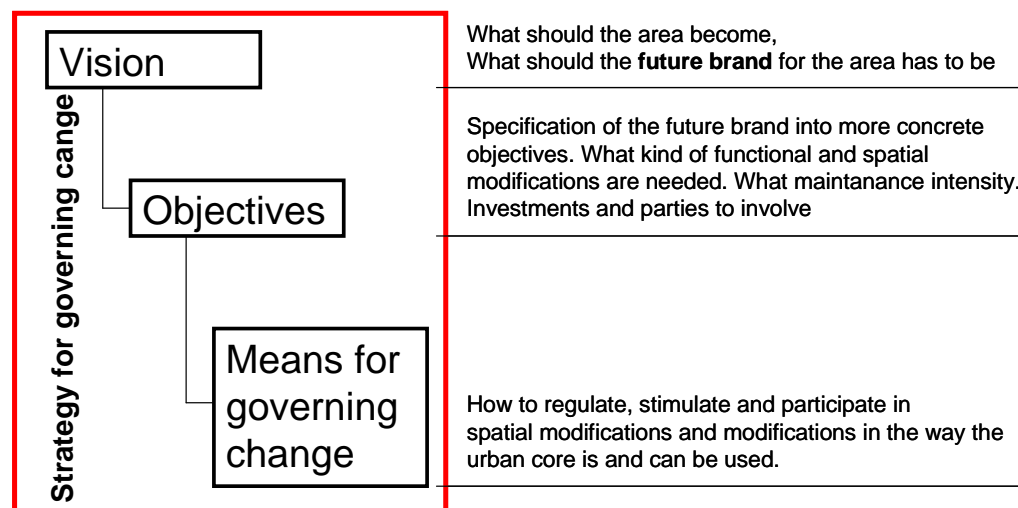 Strategy for governing cange
Vision
What should the area become,
What should the future brand for the area has to be
Objectives
Specification of the future brand into more concrete
objectives. What kind of functional and spatial
modifications are needed. What maintanance intensity.
Investments and parties to involve
Means for
governing
change
How to regulate, stimulate and participate in
spatial modifications and modifications in the way the
urban core is and can be used.